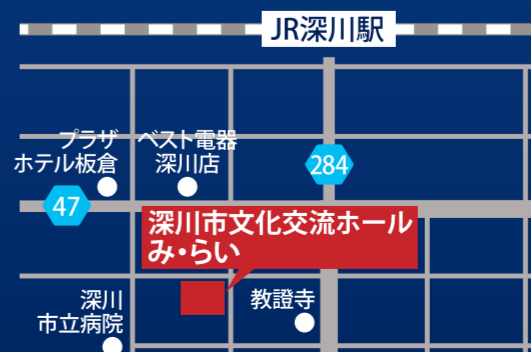 JR深川駅
プラザ
ホテル板倉
ベスト電器
深川店
284
47
深川市文化交流ホール
み・らい
深川
市立病院
教證寺